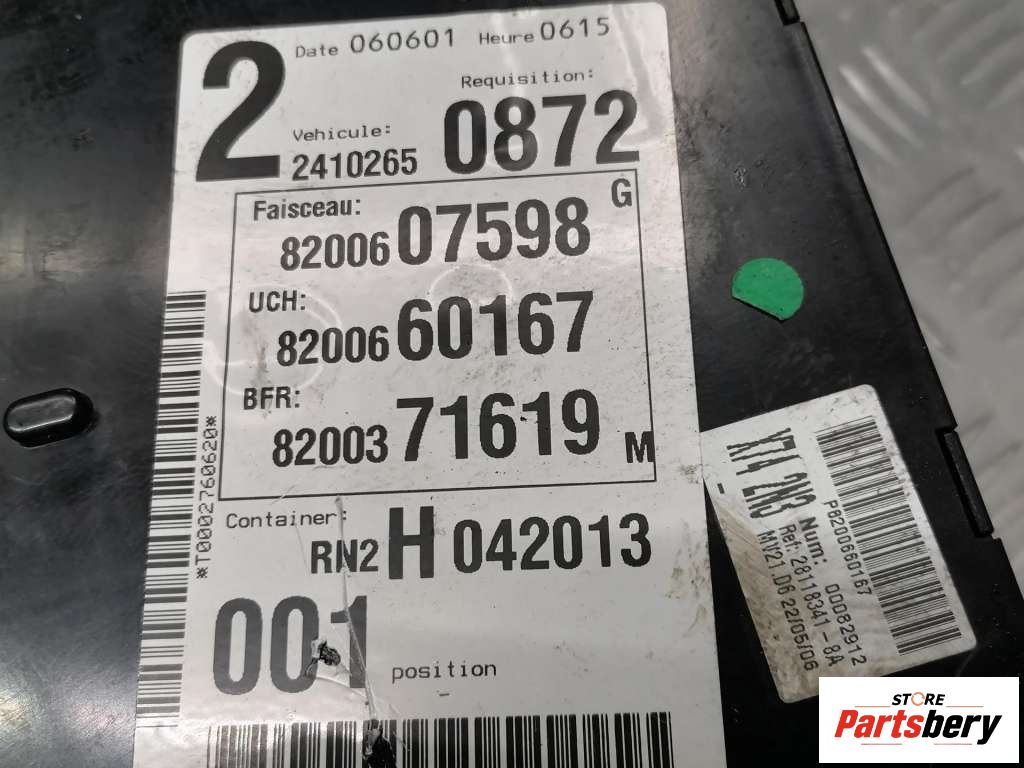 2
Date 060601 Heure 0615
Requisition:
Vehicule:
2410265 0872
Faisceau: G
82006 07598
UCH:
82006 60167
BFR:
82003 71619 M
Container:
RN2 H 042013
001 position
*T0002760620*
X74 2N3
P8200660167
Num: 00082912
Ref: 28118341-8A
MV21.D6 22/05/06
STORE
Partsbery